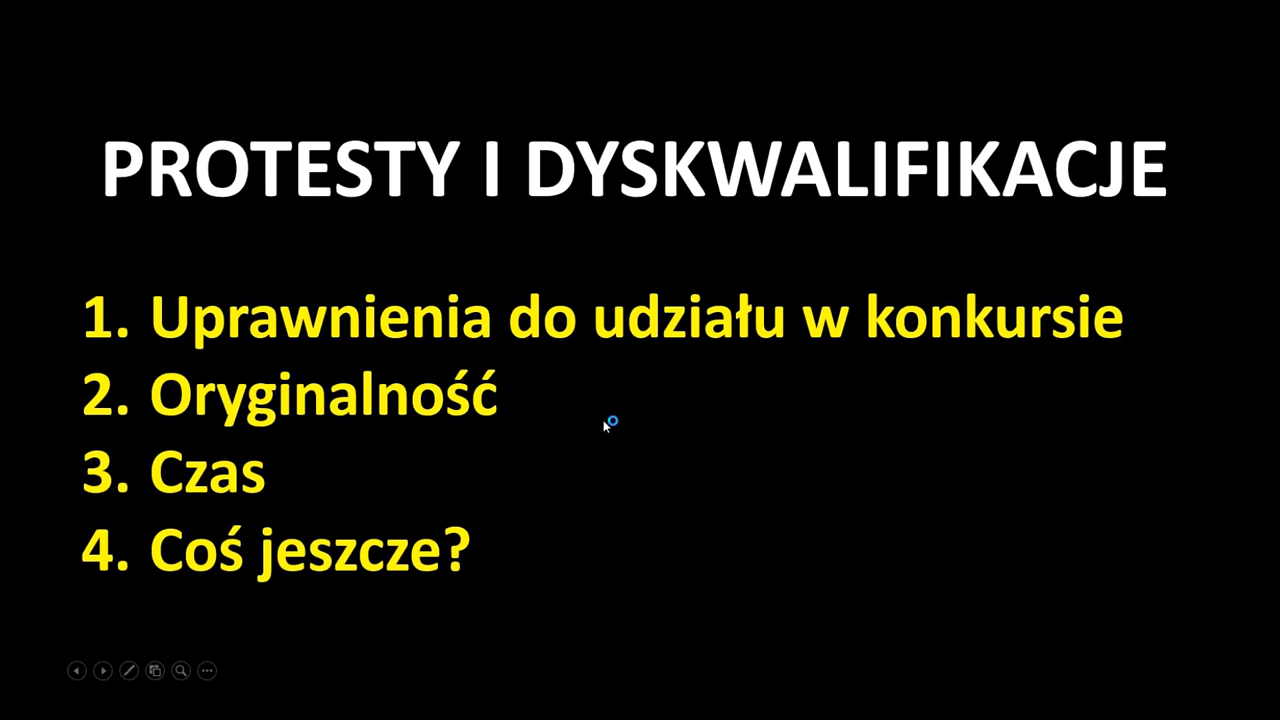 PROTESTY I DYSKWALIFIKACJE
1. Uprawnienia do udziału w konkursie
2. Oryginalność
3. Czas
4. Coś jeszcze?